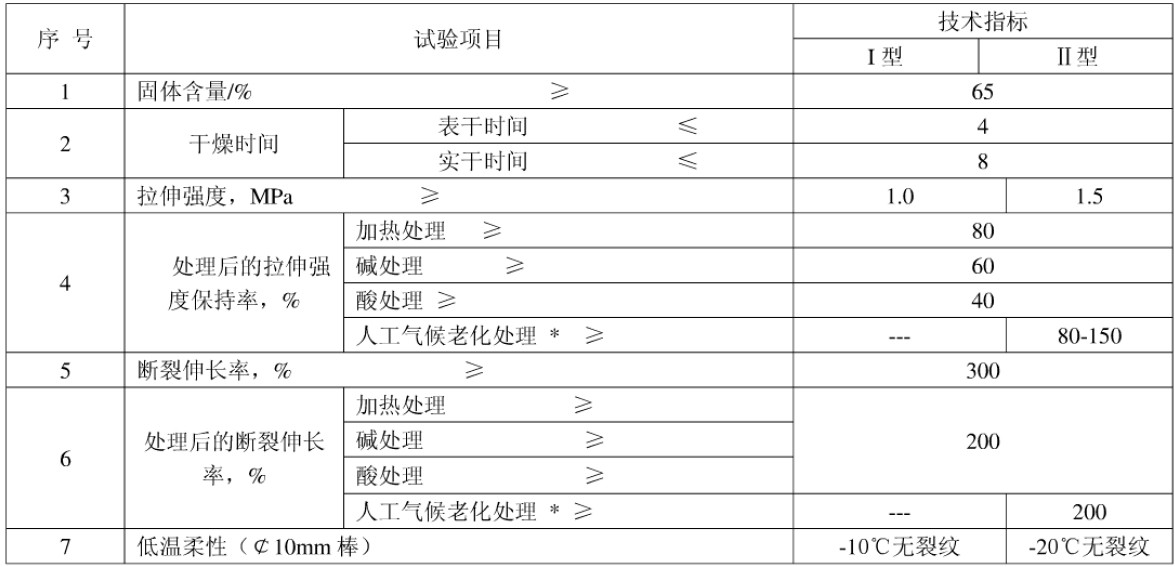 序 号 试验项目 技术指标
I 型 Ⅱ型
1 固体含量/% ≥ 65
2 干燥时间 表干时间 ≤ 4
实干时间 ≤ 8
3 拉伸强度，MPa ≥ 1.0 1.5
4 处理后的拉伸强度保持率，% 加热处理 ≥ 80
碱处理 ≥ 60
酸处理 ≥ 40
人工气候老化处理 * ≥ --- 80-150
5 断裂伸长率，% ≥ 300
6 处理后的断裂伸长率，% 加热处理 ≥ 200
碱处理 ≥
酸处理 ≥
人工气候老化处理 * ≥ --- 200
7 低温柔性（₵10mm 棒） -10℃无裂纹 -20℃无裂纹